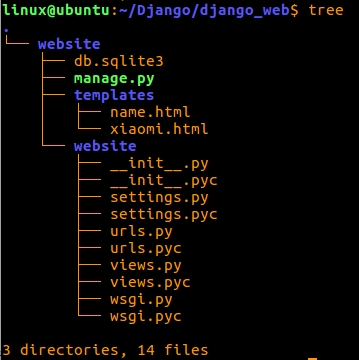 linux@ubuntu:~/Django/django_web$ tree
.
└── website
    ├── db.sqlite3
    ├── manage.py
    ├── templates
    │   ├── name.html
    │   └── xiaomi.html
    └── website
        ├── __init__.py
        ├── __init__.pyc
        ├── settings.py
        ├── settings.pyc
        ├── urls.py
        ├── urls.pyc
        ├── views.py
        ├── views.pyc
        ├── wsgi.py
        └── wsgi.pyc
3 directories, 14 files